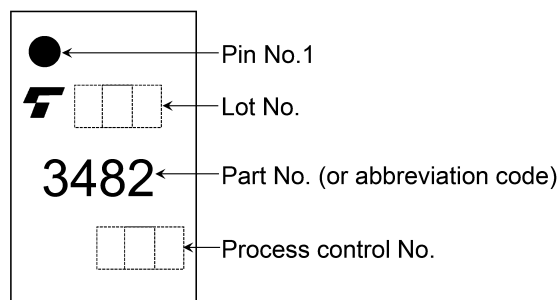 Pin No.1
Lot No.
3482
Part No. (or abbreviation code)
Process control No.